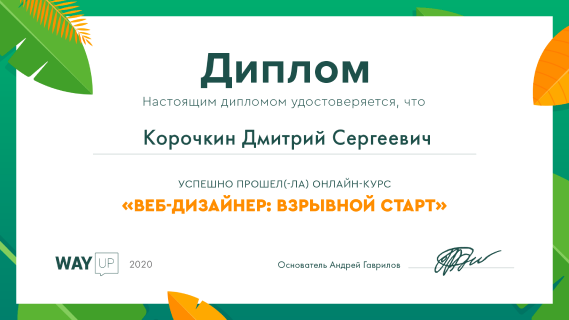 Диплом
Настоящим дипломом удостоверяется, что
Корочкин Дмитрий Сергеевич
УСПЕШНО ПРОШЕЛ(-ЛА) ОНЛАЙН-КУРС
«ВЕБ-ДИЗАЙНЕР: ВЗРЫВНОЙ СТАРТ»
WAY UP 2020
Основатель Андрей Гаврилов